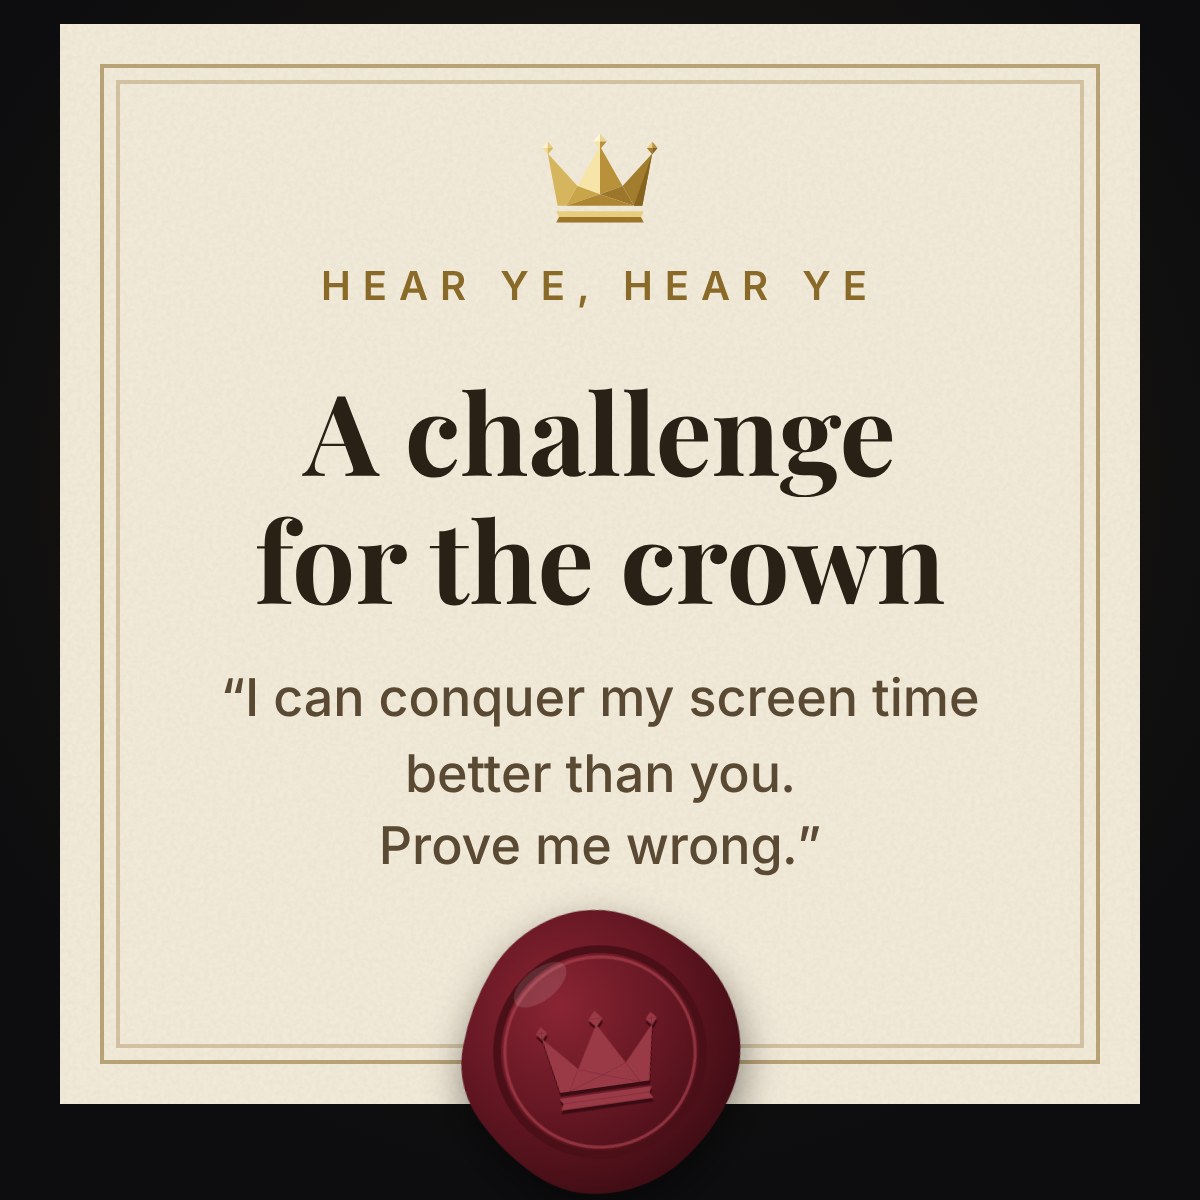 HEAR YE, HEAR YE
A challenge
for the crown
“I can conquer my screen time
better than you.
Prove me wrong.”